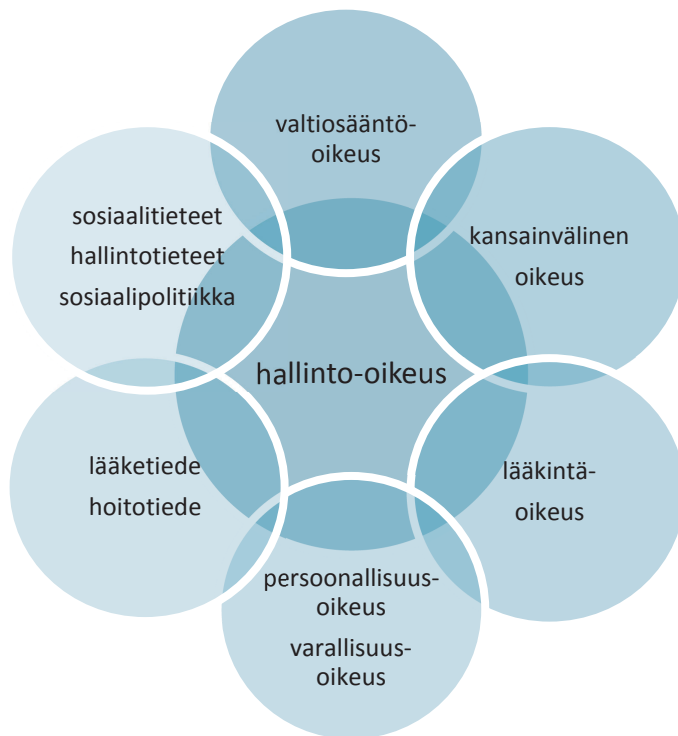 valtiosääntö-
oikeus
sosiaalitieteet
hallintotieteet
sosiaalipolitiikka
kansainvälinen
oikeus
hallinto-oikeus
lääketiede
hoitotiede
lääkintä-
oikeus
persoonallisuus-
oikeus
varallisuus-
oikeus